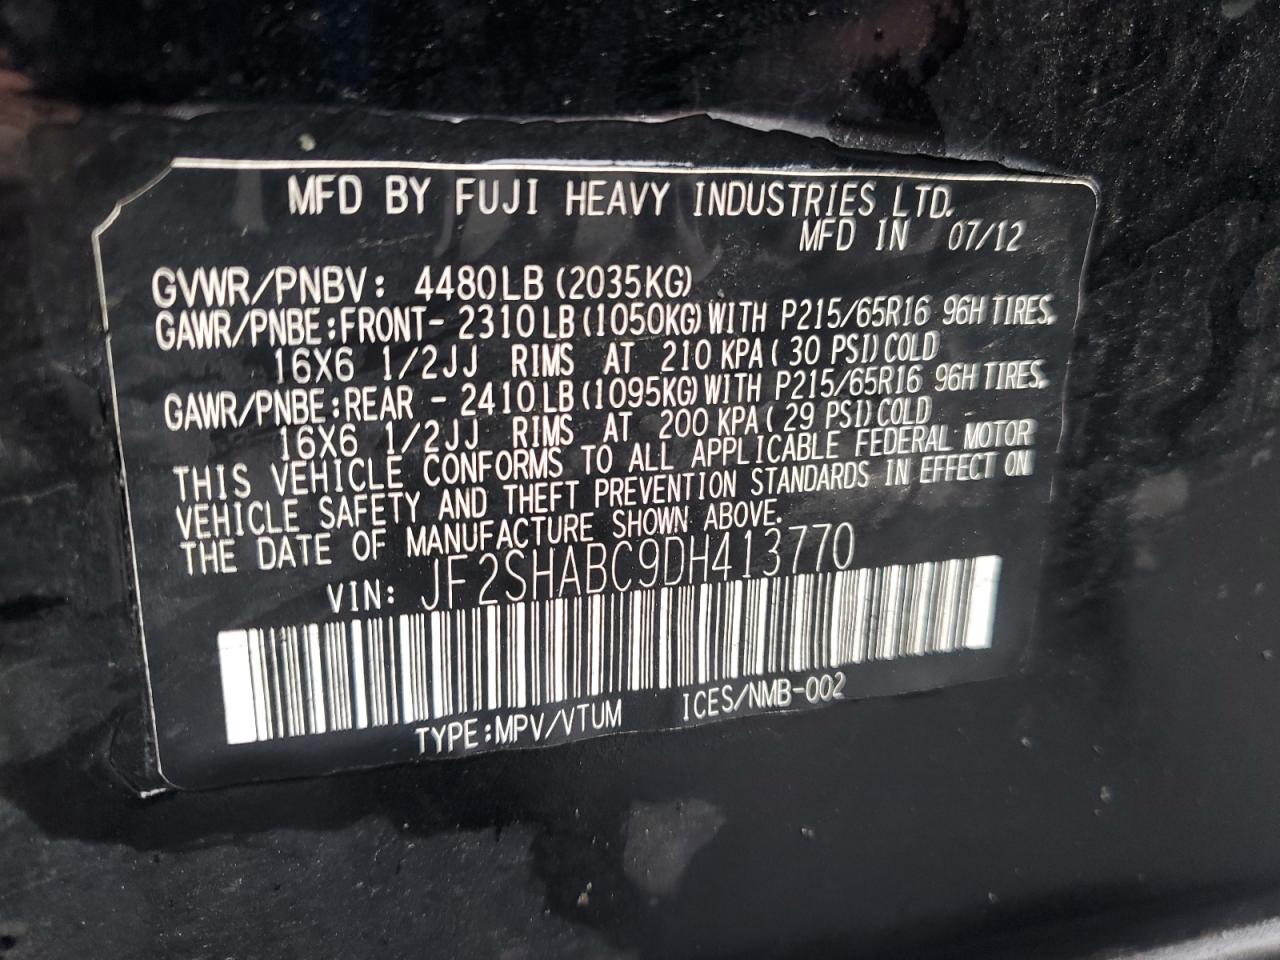 MFD BY FUJI HEAVY INDUSTRIES LTD.
MFD IN 07/12
GVWR/PNBV: 4480LB (2035KG)
GAWR/PNBE:FRONT- 2310LB(1050KG)WITH P215/65R16 96H TIRES,
16X6 1/2JJ RIMS AT 210 KPA( 30 PSI)COLD
GAWR/PNBE:REAR - 2410LB(1095KG)WITH P215/65R16 96H TIRES,
16X6 1/2JJ RIMS AT 200 KPA( 29 PSI)COLD
THIS VEHICLE CONFORMS TO ALL APPLICABLE FEDERAL MOTOR
VEHICLE SAFETY AND THEFT PREVENTION STANDARDS IN EFFECT ON
THE DATE OF MANUFACTURE SHOWN ABOVE.
VIN: JF2SHABC9DH413770
TYPE:MPV/VTUM ICES/NMB-002